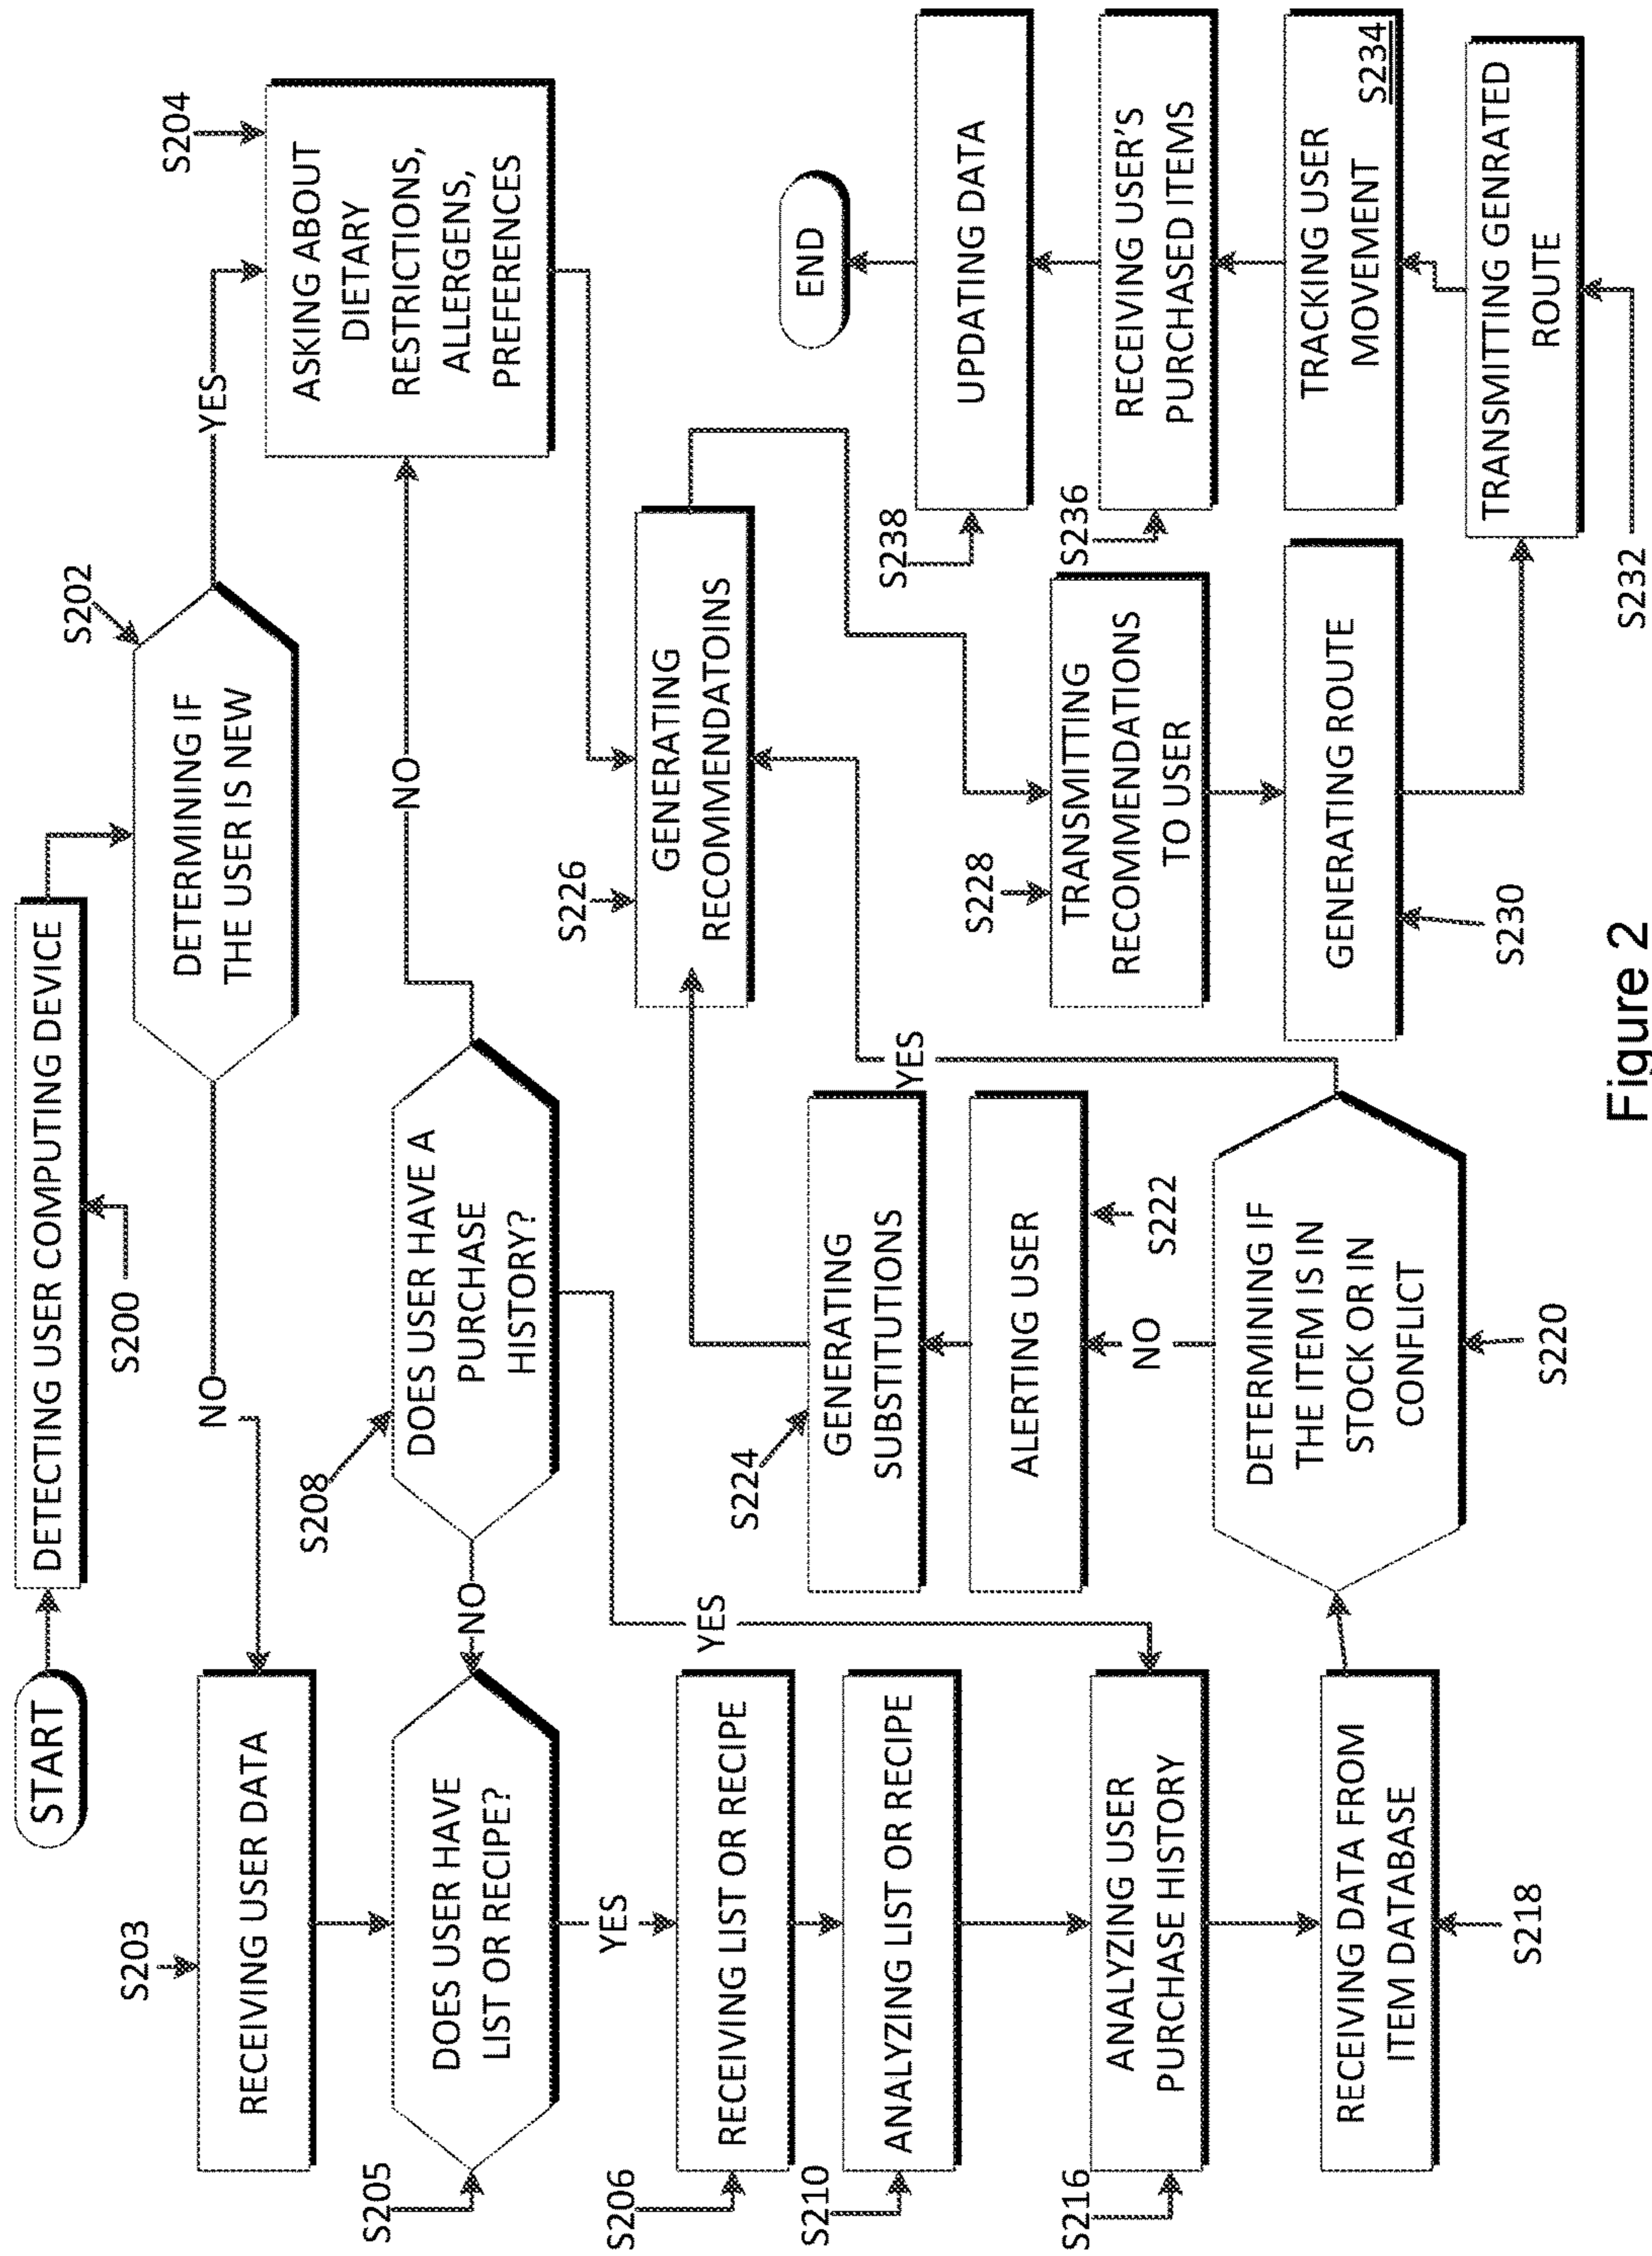 START
DETECTING USER COMPUTING DEVICE
S200
S202
DETERMINING IF
THE USER IS NEW
YES
NO
S204
ASKING ABOUT
DIETARY
RESTRICTIONS,
ALLERGENS,
PREFERENCES
S203
RECEIVING USER DATA
S205
DOES USER HAVE
LIST OR RECIPE?
NO
S208
DOES USER HAVE A
PURCHASE
HISTORY?
NO
YES
YES
S206
RECEIVING LIST OR RECIPE
S210
ANALYZING LIST OR RECIPE
S216
ANALYZING USER
PURCHASE HISTORY
RECEIVING DATA FROM
ITEM DATABASE
S218
DETERMINING IF
THE ITEM IS IN
STOCK OR IN
CONFLICT
S220
NO
YES
ALERTING USER
S222
S224
GENERATING
SUBSTITUTIONS
S226
GENERATING
RECOMMENDATOINS
S228
TRANSMITTING
RECOMMENDATIONS
TO USER
GENERATING ROUTE
S230
TRANSMITTING GENRATED
ROUTE
S232
TRACKING USER
MOVEMENT
S234
S236
RECEIVING USER'S
PURCHASED ITEMS
S238
UPDATING DATA
END
Figure 2